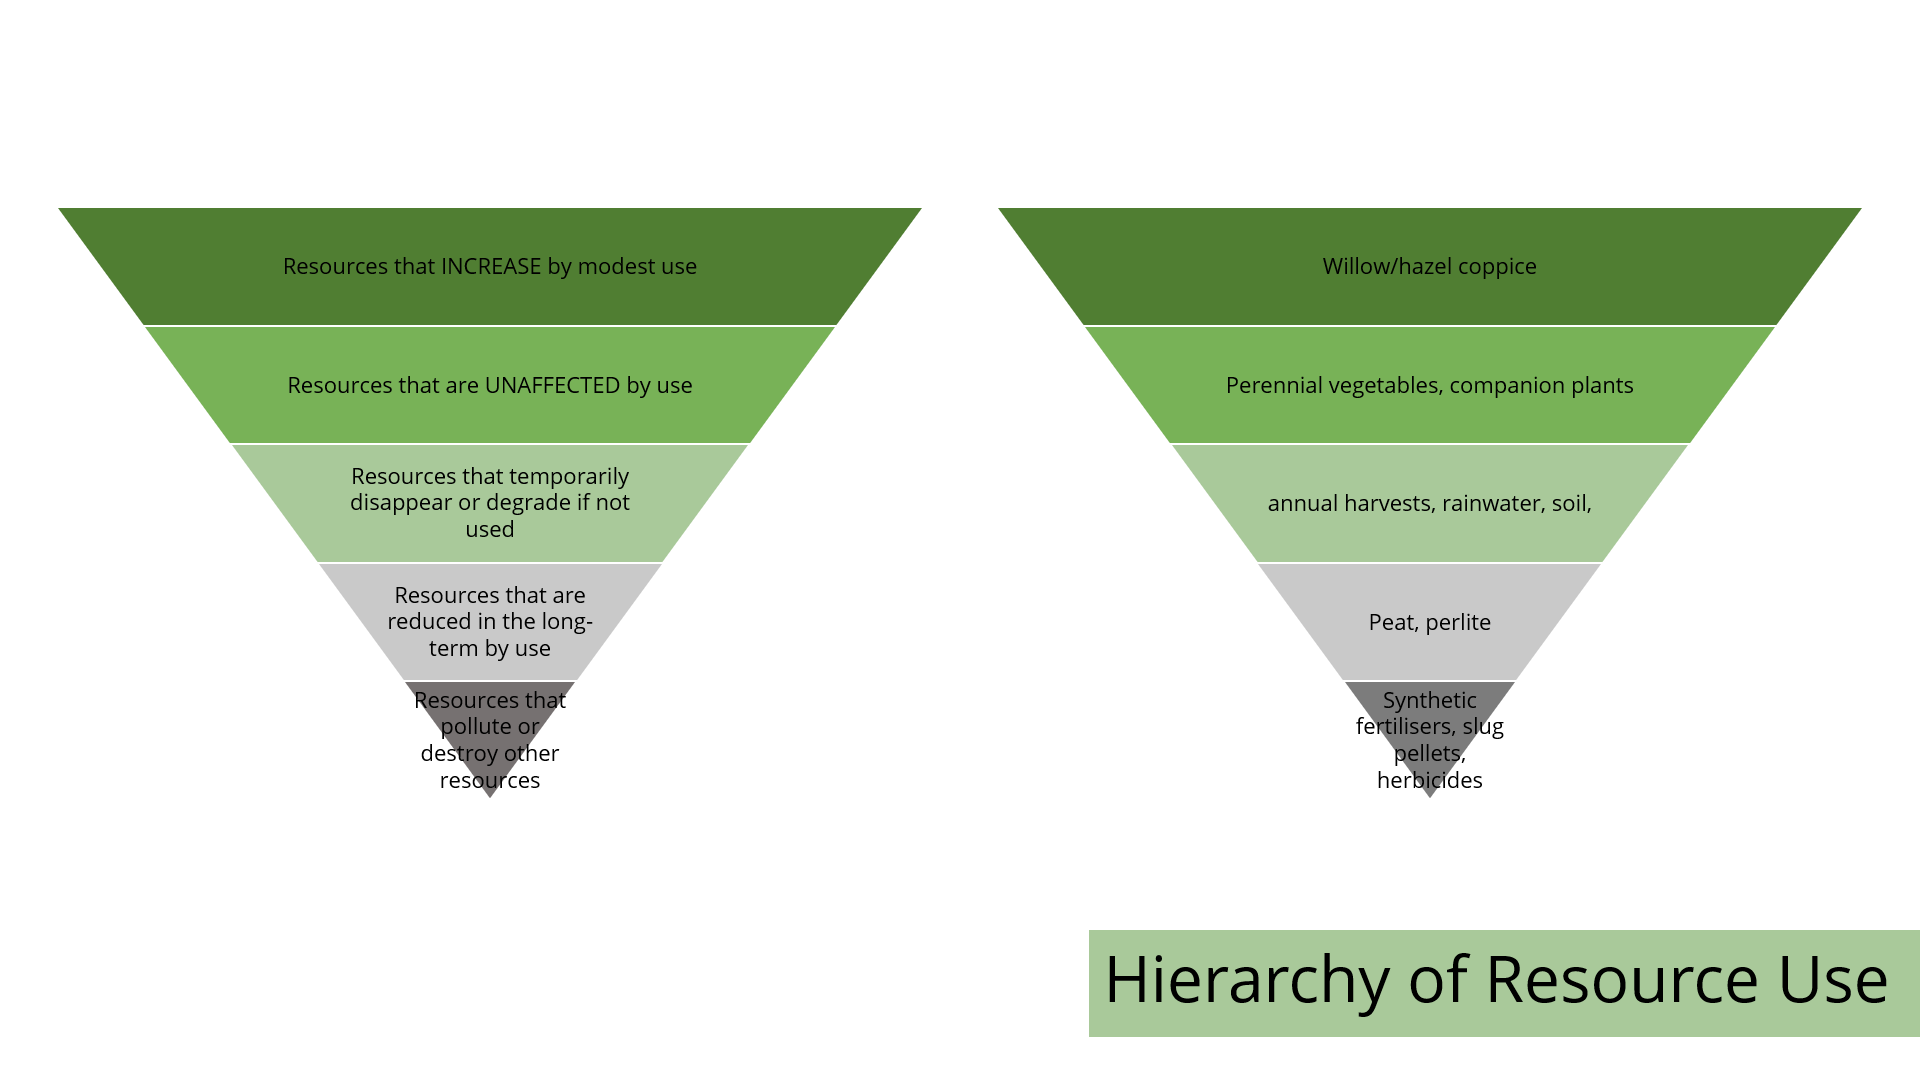 Resources that INCREASE by modest use
Resources that are UNAFFECTED by use
Resources that temporarily
disappear or degrade if not
used
Resources that are
reduced in the long-
term by use
Resources that
pollute or
destroy other
resources
Willow/hazel coppice
Perennial vegetables, companion plants
annual harvests, rainwater, soil,
Peat, perlite
Synthetic
fertilisers, slug
pellets,
herbicides
Hierarchy of Resource Use